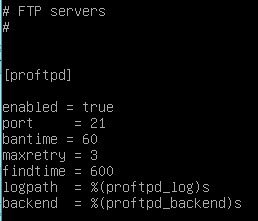 # FTP servers
#
[proftpd]
enabled = true
port     = 21
bantime = 60
maxretry = 3
findtime = 600
logpath  = %(proftpd_log)s
backend  = %(proftpd_backend)s